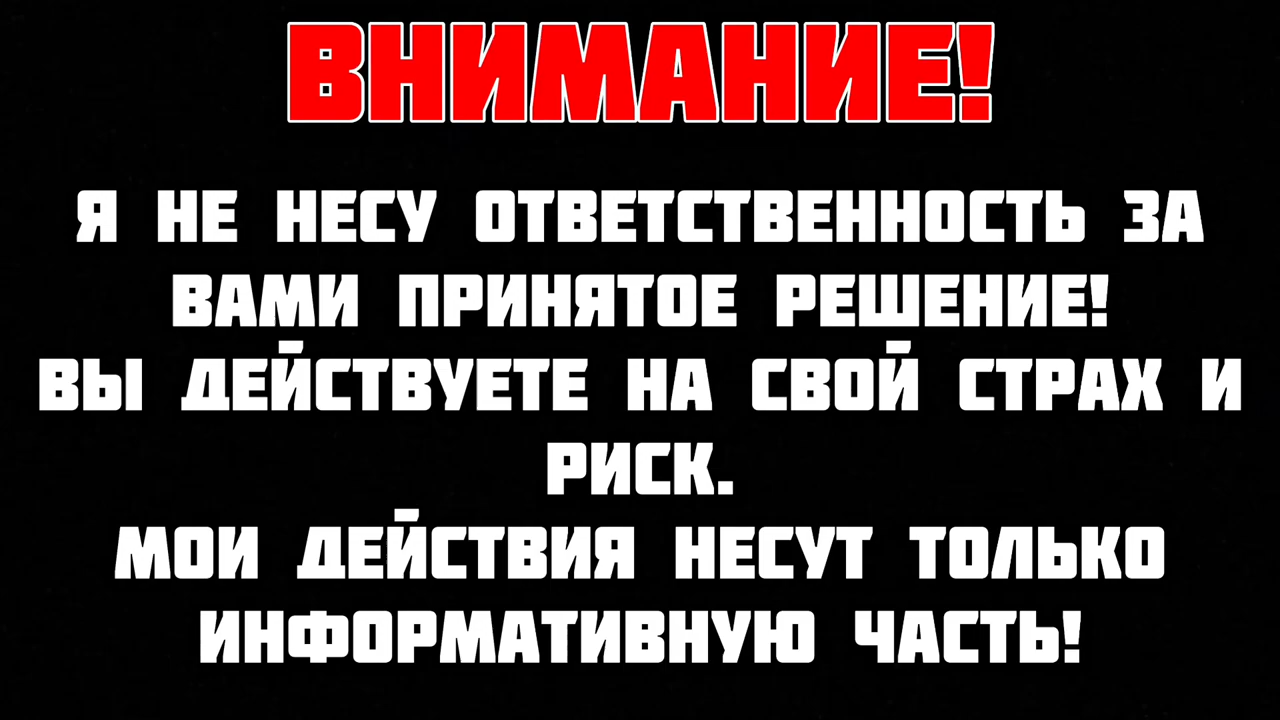 ВНИМАНИЕ!
Я НЕ НЕСУ ОТВЕТСТВЕННОСТЬ ЗА
ВАМИ ПРИНЯТОЕ РЕШЕНИЕ!
ВЫ ДЕЙСТВУЕТЕ НА СВОЙ СТРАХ И
РИСК.
МОИ ДЕЙСТВИЯ НЕСУТ ТОЛЬКО
ИНФОРМАТИВНУЮ ЧАСТЬ!